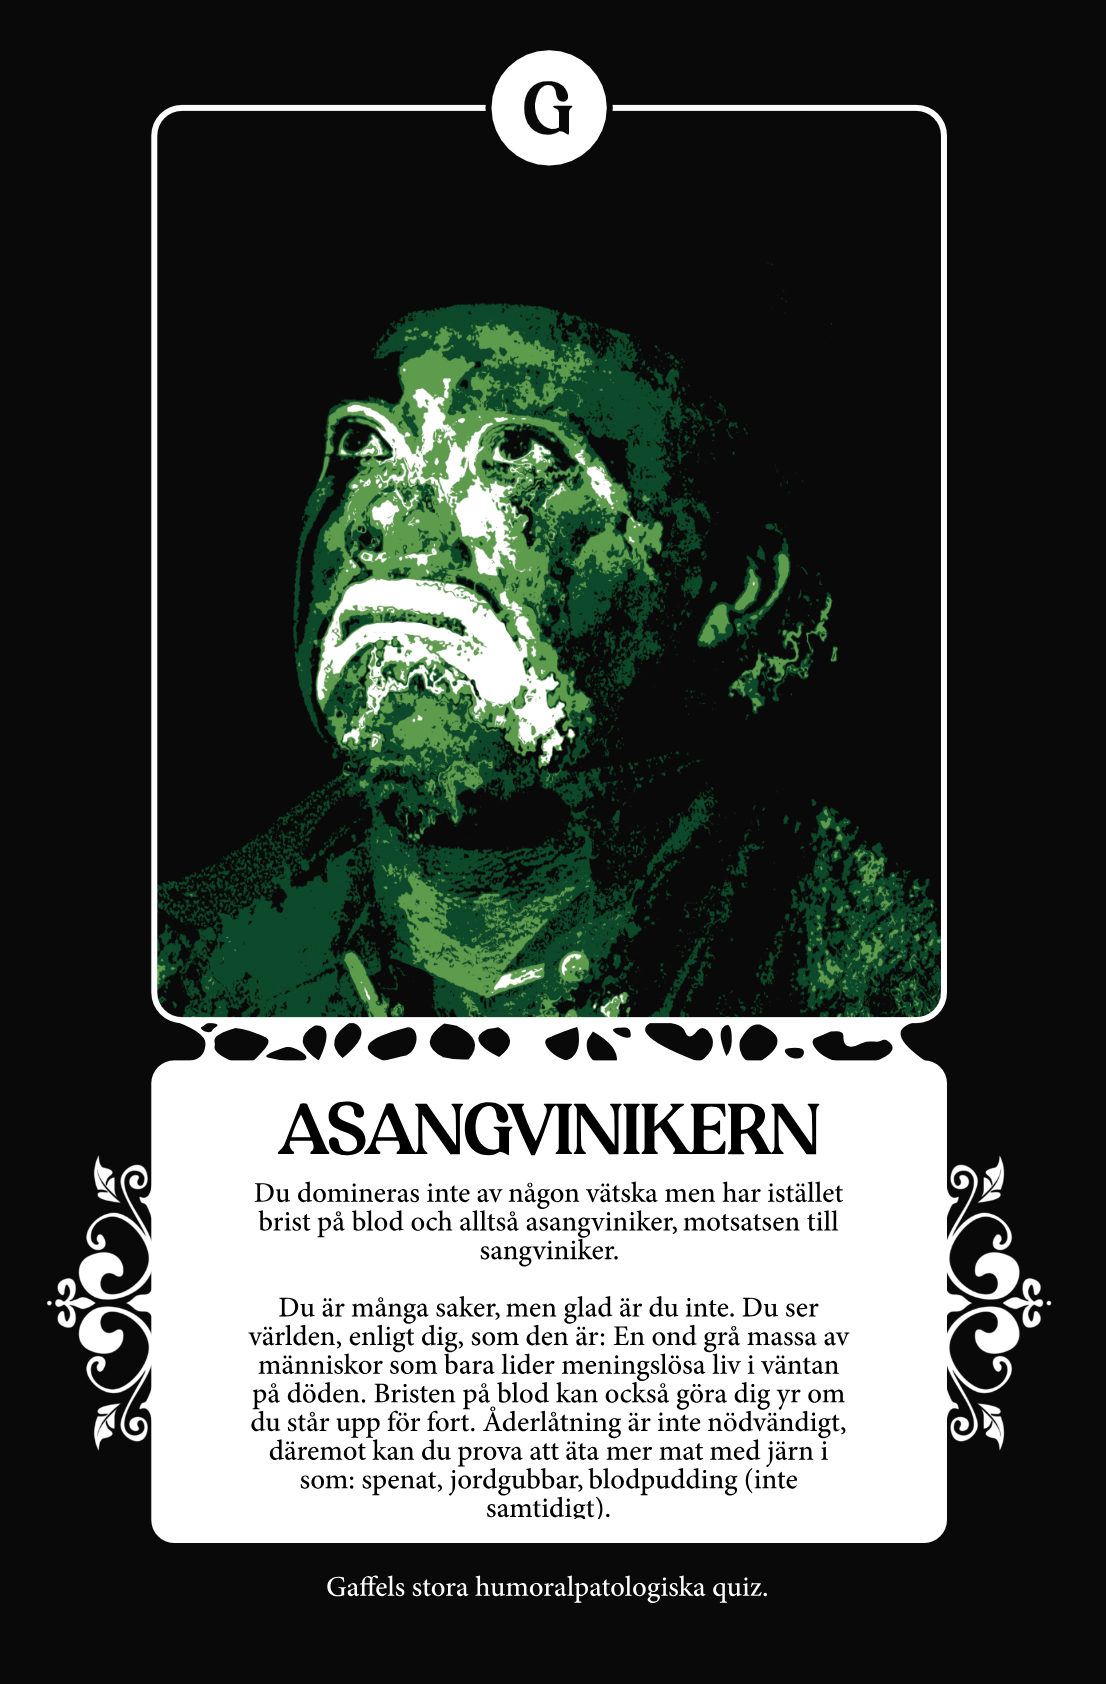 G
ASANGVINIKERN
Du domineras inte av någon vätska men har istället
brist på blod och alltså asangviniker, motsatsen till
sangviniker.
Du är många saker, men glad är du inte. Du ser
världen, enligt dig, som den är: En ond grå massa av
människor som bara lider meningslösa liv i väntan
på döden. Bristen på blod kan också göra dig yr om
du står upp för fort. Åderlåtning är inte nödvändigt,
däremot kan du prova att äta mer mat med järn i
som: spenat, jordgubbar, blodpudding (inte
samtidigt).
Gaffels stora humoralpatologiska quiz.